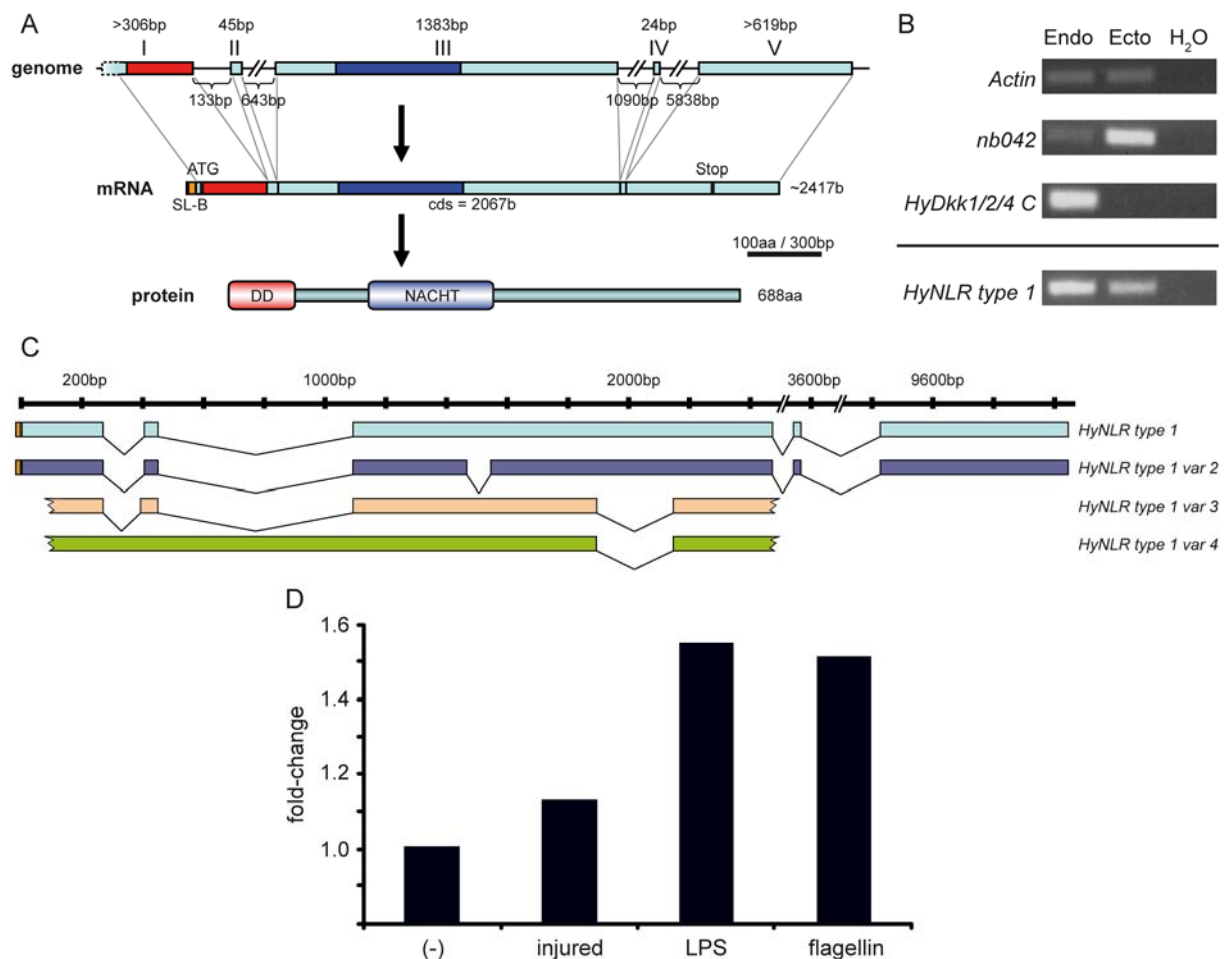 A
>306bp 45bp 1383bp 24bp >619bp
I II III IV V
genome
133bp 643bp 1090bp 5838bp
ATG Stop
mRNA ~2417b
SL-B cds = 2067b
100aa / 300bp
protein DD NACHT 688aa
B
Endo Ecto H2O
Actin
nb042
HyDkk1/2/4 C
HyNLR type 1
C
200bp 1000bp 2000bp 3600bp 9600bp
HyNLR type 1
HyNLR type 1 var 2
HyNLR type 1 var 3
HyNLR type 1 var 4
D
fold-change
1.6
1.4
1.2
1.0
(-) injured LPS flagellin